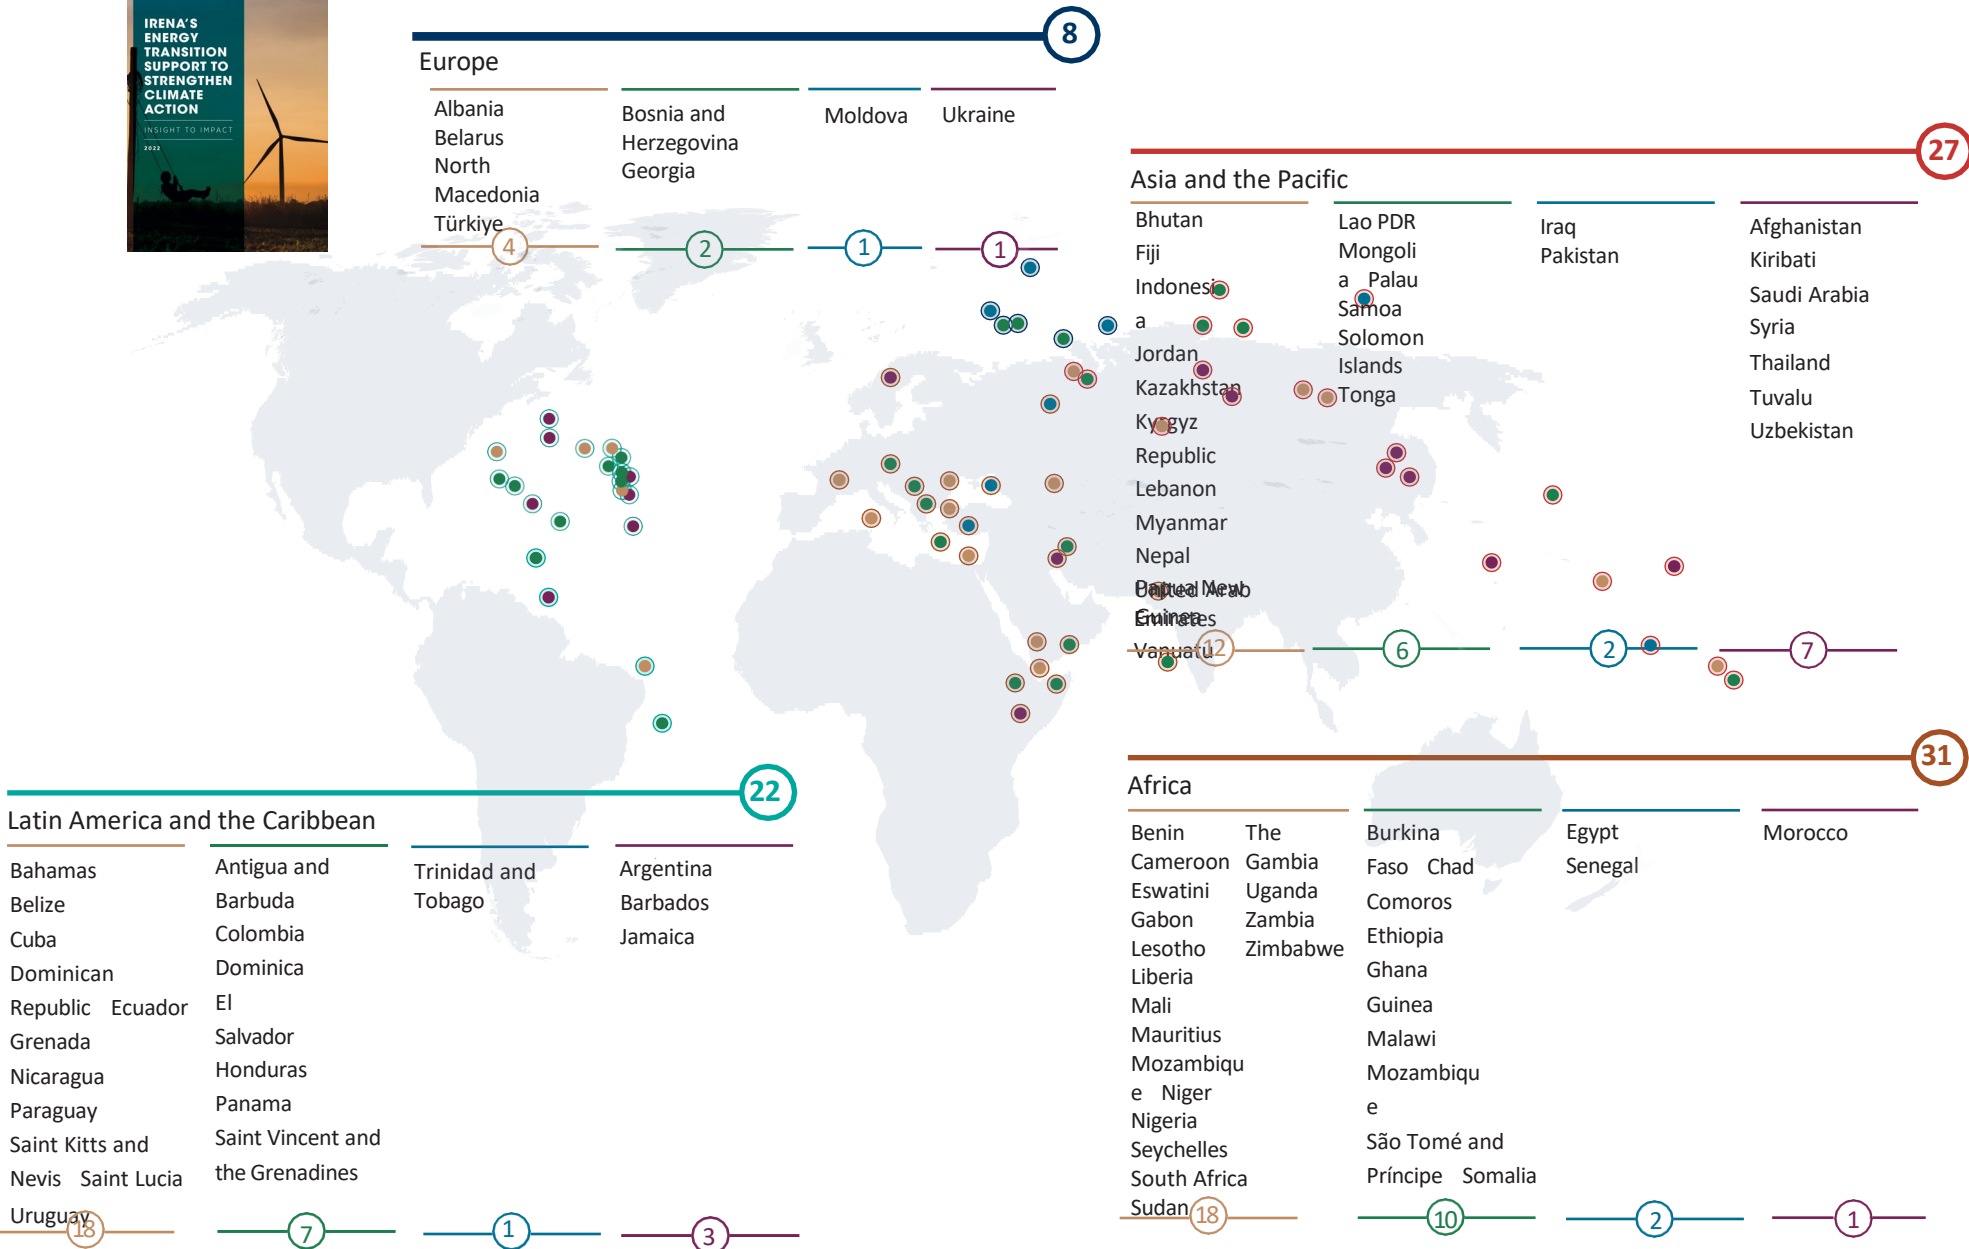 IRENA'S
ENERGY
TRANSITION
SUPPORT TO
STRENGTHEN
CLIMATE
ACTION
INSIGHT TO IMPACT
2022
8
Europe
Albania
Belarus
North
Macedonia
Türkiye
4
Bosnia and
Herzegovina
Georgia
2
Moldova
1
Ukraine
1
27
Asia and the Pacific
Bhutan
Fiji
Indonesi
a
Jordan
Kazakhstan
Kyrgyz
Republic
Lebanon
Myanmar
Nepal
Papua New
Guinea
United Arab
Emirates
Vanuatu
12
Lao PDR
Mongoli
a Palau
Samoa
Solomon
Islands
Tonga
6
Iraq
Pakistan
2
Afghanistan
Kiribati
Saudi Arabia
Syria
Thailand
Tuvalu
Uzbekistan
7
22
Latin America and the Caribbean
Bahamas
Belize
Cuba
Dominican
Republic Ecuador
Grenada
Nicaragua
Paraguay
Saint Kitts and
Nevis Saint Lucia
Uruguay
18
Antigua and
Barbuda
Colombia
Dominica
El
Salvador
Honduras
Panama
Saint Vincent and
the Grenadines
7
Trinidad and
Tobago
1
Argentina
Barbados
Jamaica
3
31
Africa
Benin
Cameroon
Eswatini
Gabon
Lesotho
Liberia
Mali
Mauritius
Mozambiqu
e Niger
Nigeria
Seychelles
South Africa
Sudan
The
Gambia
Uganda
Zambia
Zimbabwe
18
Burkina
Faso Chad
Comoros
Ethiopia
Ghana
Guinea
Malawi
Mozambiqu
e
São Tomé and
Príncipe Somalia
10
Egypt
Senegal
2
Morocco
1